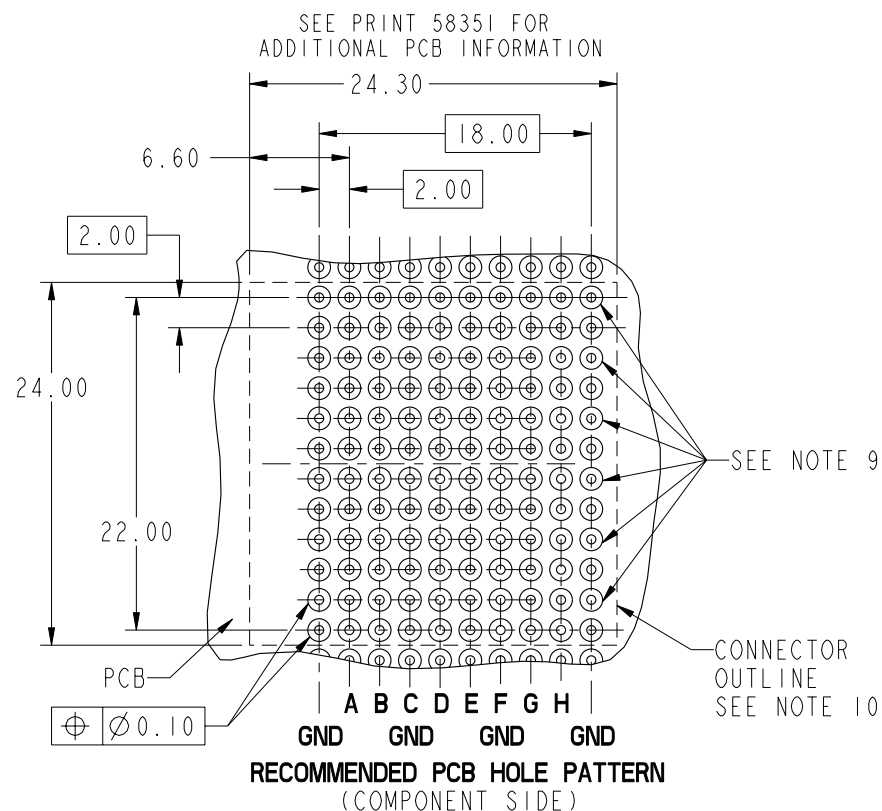 SEE PRINT 58351 FOR
ADDITIONAL PCB INFORMATION
24.30
18.00
6.60
2.00
2.00
24.00
22.00
SEE NOTE 9
PCB
CONNECTOR
OUTLINE
SEE NOTE 10
⌖ Ø0.10
A B C D E F G H
GND GND GND GND
RECOMMENDED PCB HOLE PATTERN
(COMPONENT SIDE)